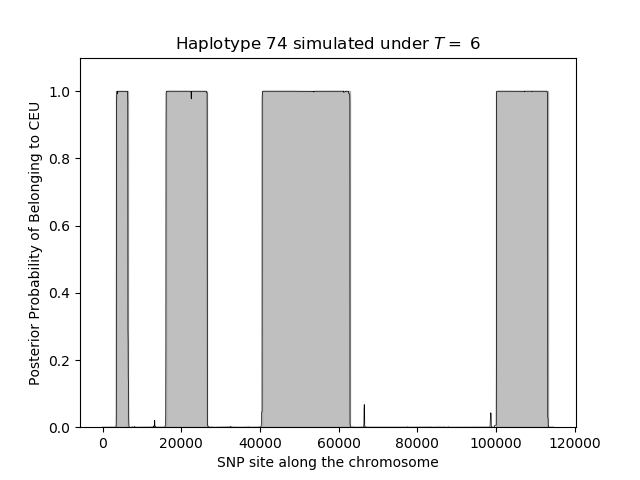 Haplotype 74 simulated under T = 6
Posterior Probability of Belonging to CEU
1.0
0.8
0.6
0.4
0.2
0.0
0 20000 40000 60000 80000 100000 120000
SNP site along the chromosome